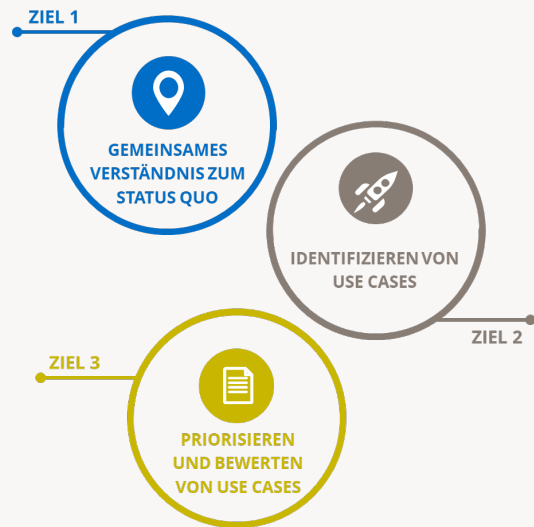 ZIEL 1
GEMEINSAMES
VERSTÄNDNIS ZUM
STATUS QUO
IDENTIFIZIEREN VON
USE CASES
ZIEL 2
ZIEL 3
PRIORISIEREN
UND BEWERTEN
VON USE CASES